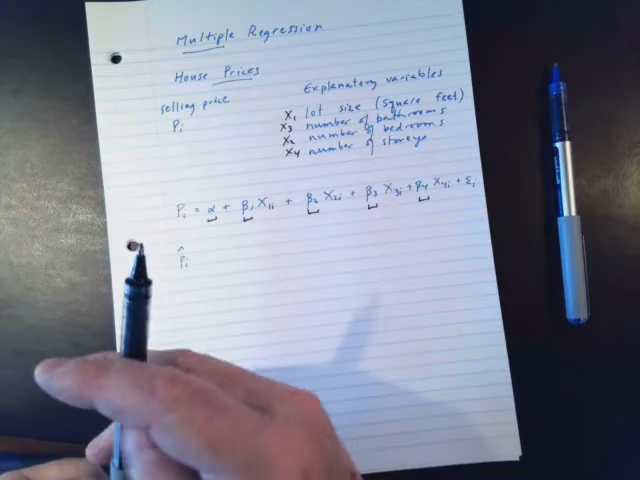 Multiple Regression
House Prices
Explanatory variables
selling price
Pi
X1 lot size (square feet)
X3 number of bathrooms
X2 number of bedrooms
X4 number of storeys
Pi = α + β1 X1i + β2 X2i + β3 X3i + β4 X4i + Σi
P̂i